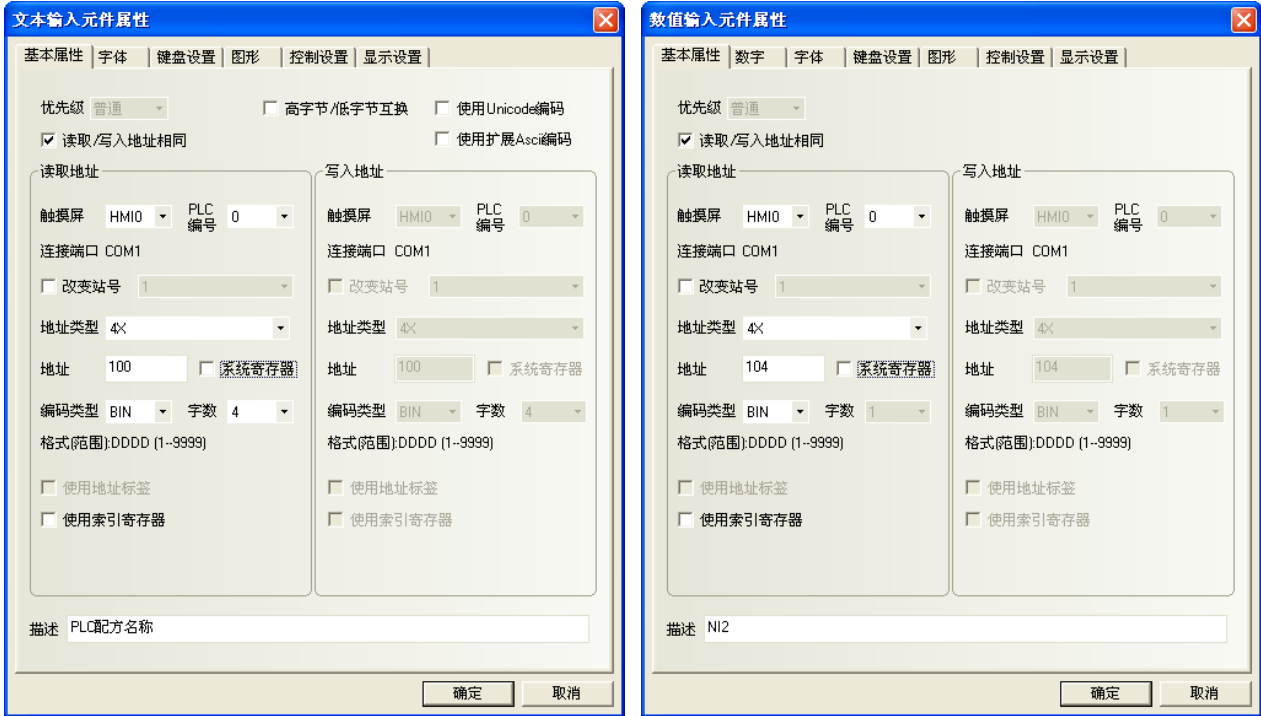 文本输入元件属性
基本属性 字体 键盘设置 图形 控制设置 显示设置
优先级 普通 高字节/低字节互换 使用Unicode编码
读取/写入地址相同 使用扩展Ascii编码
读取地址 写入地址
触摸屏 HMI0 PLC编号 0 触摸屏 HMI0 PLC编号 0
连接端口 COM1 连接端口 COM1
改变站号 1 改变站号 1
地址类型 4X 地址类型 4X
地址 100 系统寄存器 地址 100 系统寄存器
编码类型 BIN 字数 4 编码类型 BIN 字数 4
格式(范围):DDDD (1--9999) 格式(范围):DDDD (1--9999)
使用地址标签 使用地址标签
使用索引寄存器 使用索引寄存器
描述 PLC配方名称
确定 取消
数值输入元件属性
基本属性 数字 字体 键盘设置 图形 控制设置 显示设置
优先级 普通
读取/写入地址相同
读取地址 写入地址
触摸屏 HMI0 PLC编号 0 触摸屏 HMI0 PLC编号 0
连接端口 COM1 连接端口 COM1
改变站号 1 改变站号 1
地址类型 4X 地址类型 4X
地址 104 系统寄存器 地址 104 系统寄存器
编码类型 BIN 字数 1 编码类型 BIN 字数 1
格式(范围):DDDD (1--9999) 格式(范围):DDDD (1--9999)
使用地址标签 使用地址标签
使用索引寄存器 使用索引寄存器
描述 NI2
确定 取消